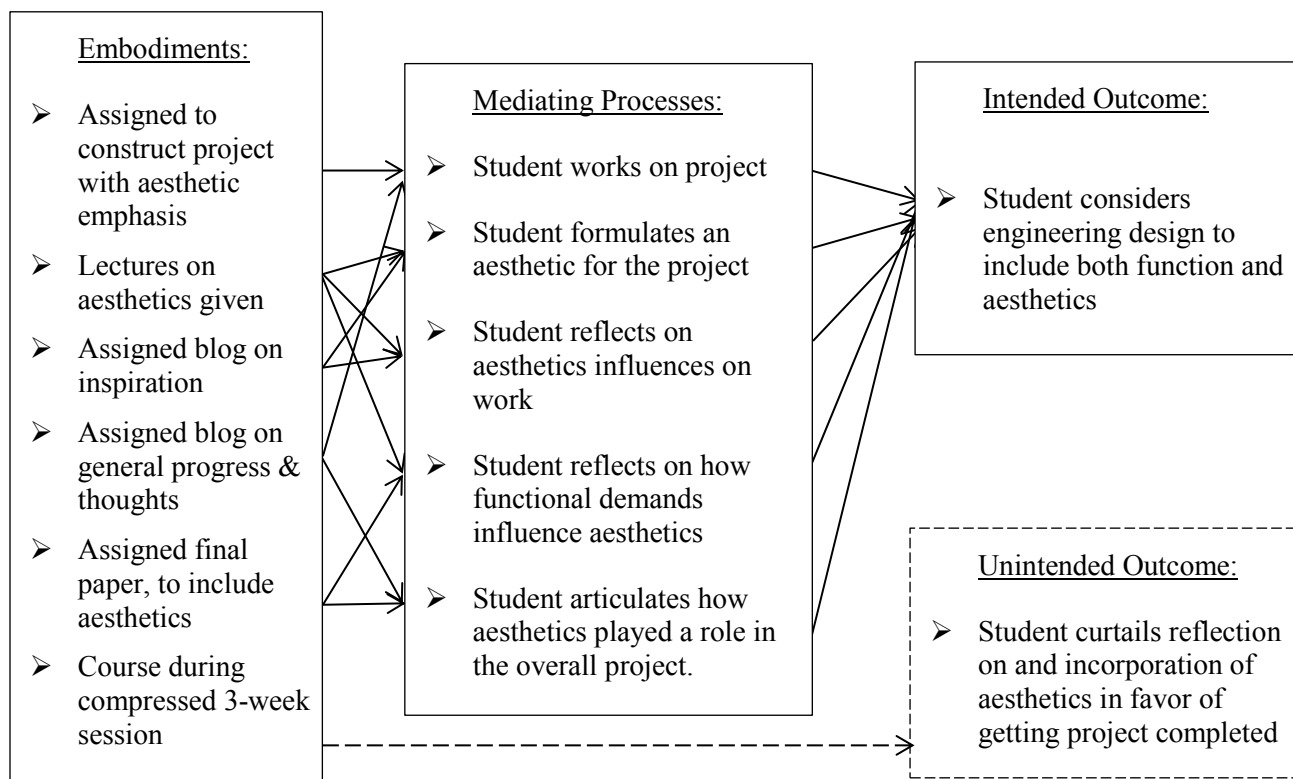 Embodiments:
➢ Assigned to
construct project
with aesthetic
emphasis
➢ Lectures on
aesthetics given
➢ Assigned blog on
inspiration
➢ Assigned blog on
general progress &
thoughts
➢ Assigned final
paper, to include
aesthetics
➢ Course during
compressed 3-week
session
Mediating Processes:
➢ Student works on project
➢ Student formulates an
aesthetic for the project
➢ Student reflects on
aesthetics influences on
work
➢ Student reflects on how
functional demands
influence aesthetics
➢ Student articulates how
aesthetics played a role in
the overall project.
Intended Outcome:
➢ Student considers
engineering design to
include both function and
aesthetics
Unintended Outcome:
➢ Student curtails reflection
on and incorporation of
aesthetics in favor of
getting project completed